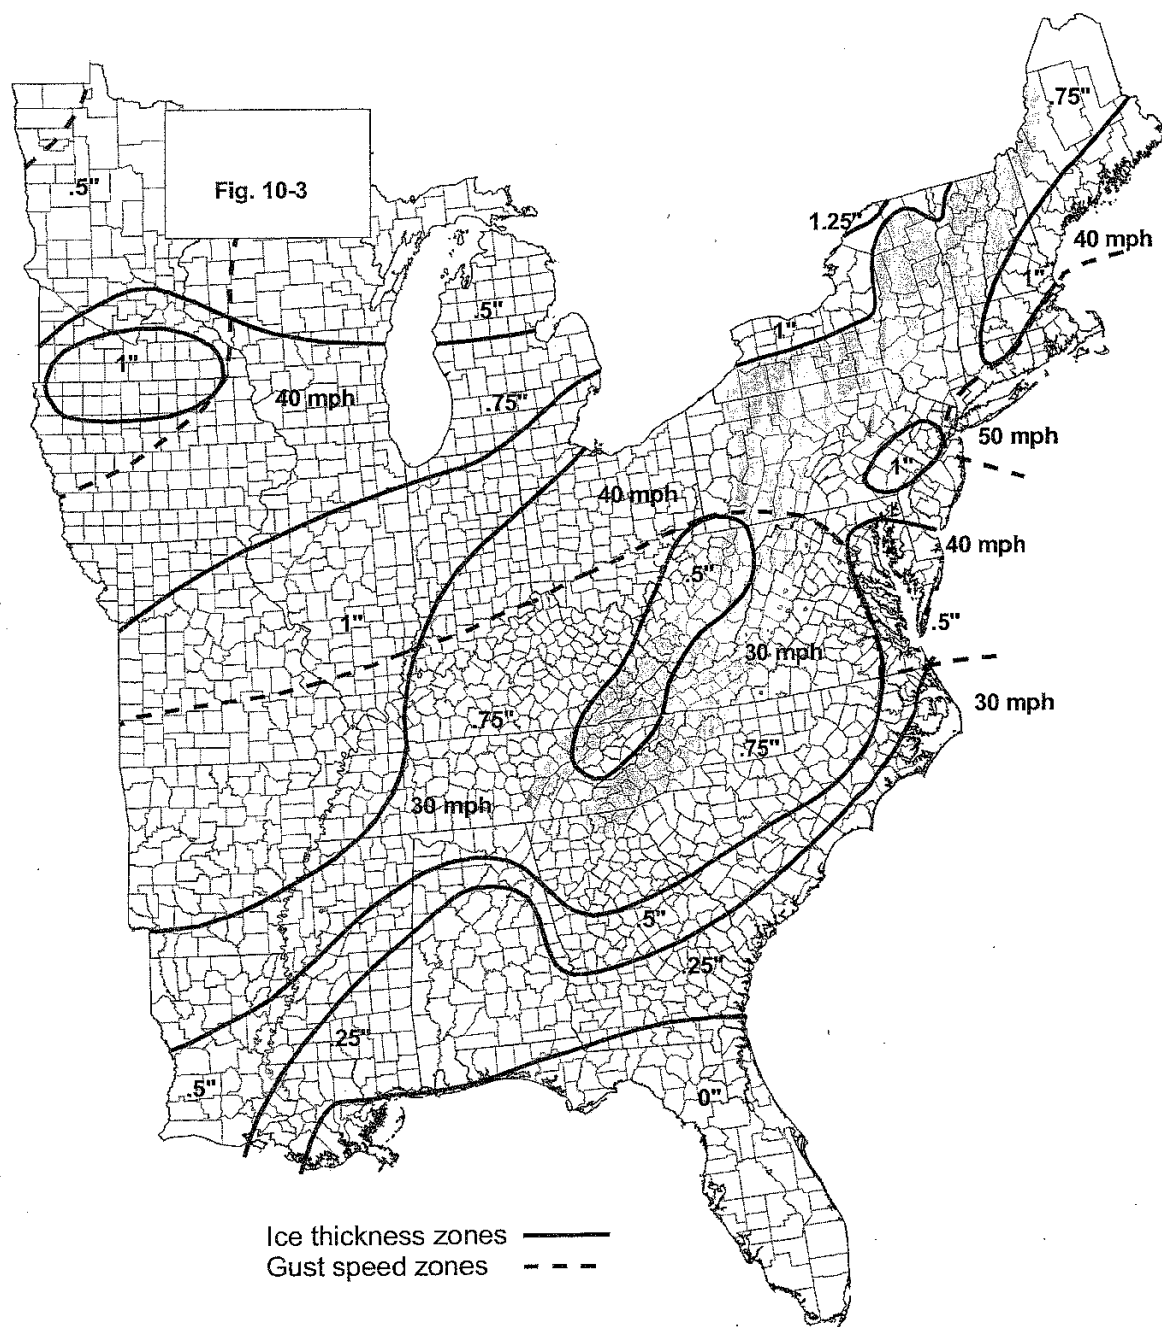 .75"
.5"
Fig. 10-3
1.25"
40 mph
1"
.5"
1"
1"
40 mph
.75"
50 mph
1"
40 mph
40 mph
.5"
.5"
1"
30 mph
30 mph
.75"
.75"
30 mph
.5"
.25"
.25"
.5"
0"
Ice thickness zones
Gust speed zones